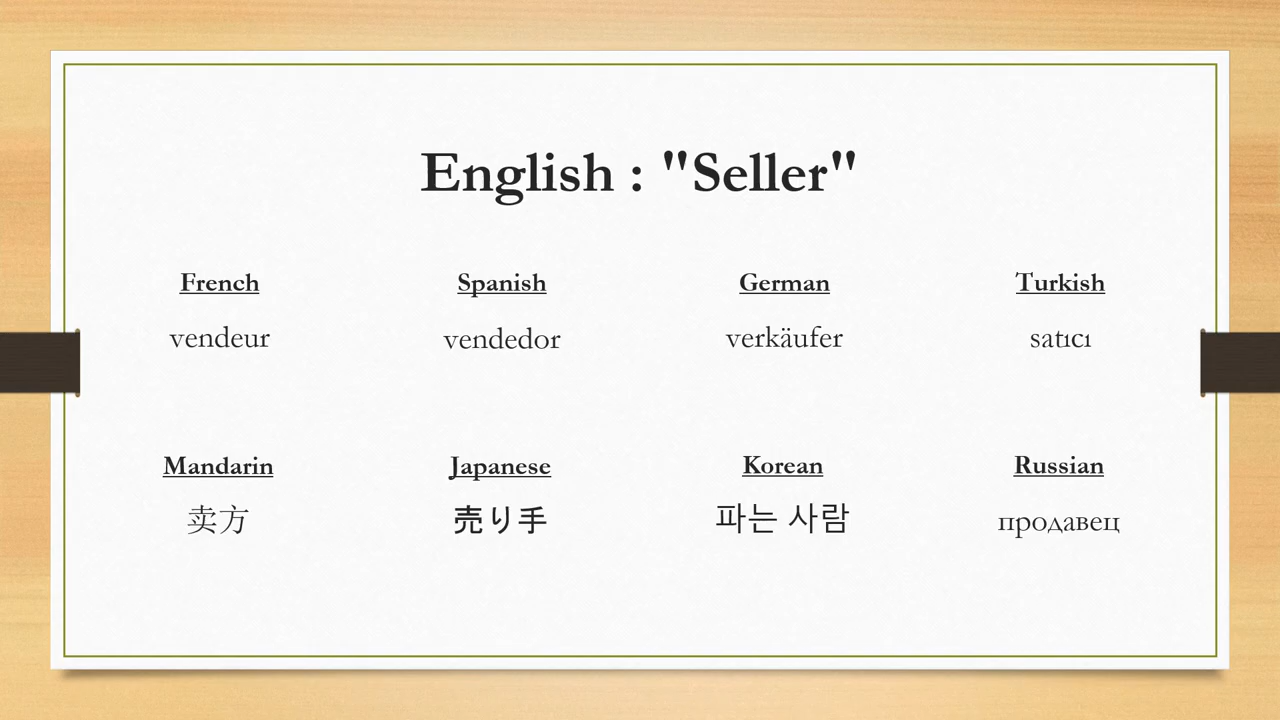 English : "Seller"
French Spanish German Turkish
vendeur vendedor verkäufer satıcı
Mandarin Japanese Korean Russian
卖方 売り手 파는 사람 продавец